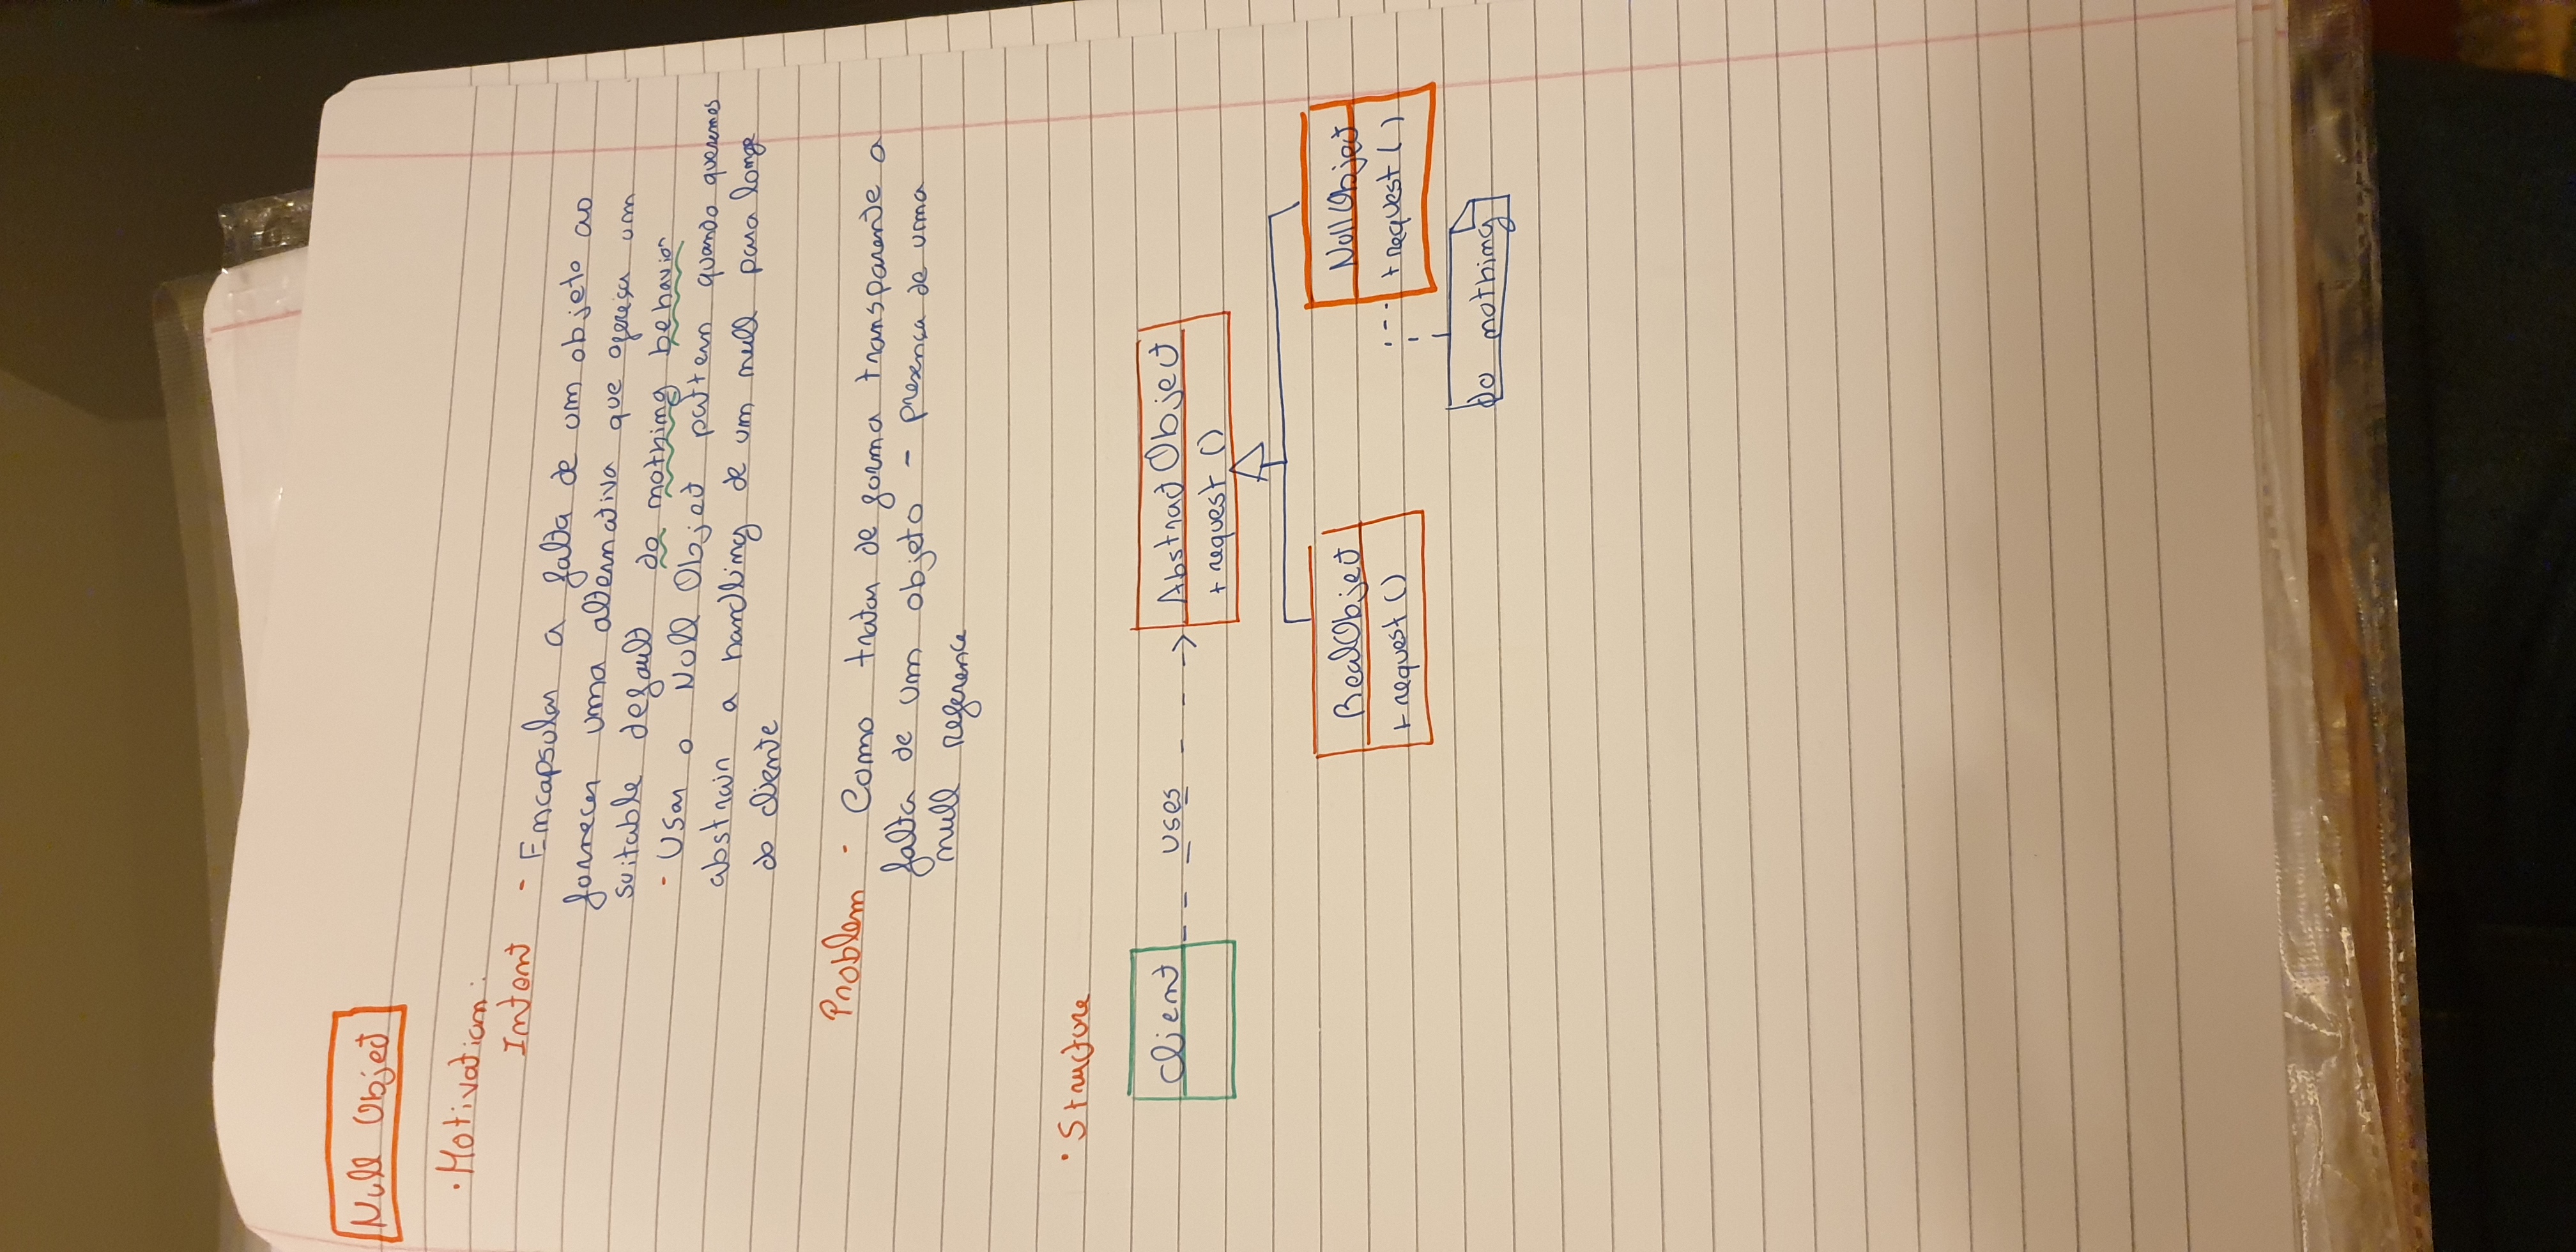 Null Object
• Motivation:
Intent - Encapsular a falta de um objeto ao
fornecer uma alternativa que ofereça um
suitable default do nothing behavior
- Usar o Null Object pattern quando queremos
abstrair a handling de um null para longe
do cliente
Problem - Como tratar de forma transparente a
falta de um objeto - presença de uma
null reference
• Structure
Client
uses
AbstractObject
+ request ()
RealObject
NullObject
+ request ()
+ request ()
Do nothing